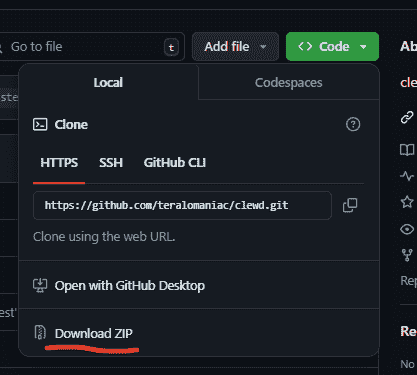 Go to file
t
Add file
Code
Ab
Local
Codespaces
cle
Clone
HTTPS
SSH
GitHub CLI
https://github.com/teralomaniac/clewd.git
Clone using the web URL.
Open with GitHub Desktop
Rep
est'
Download ZIP
Re
No